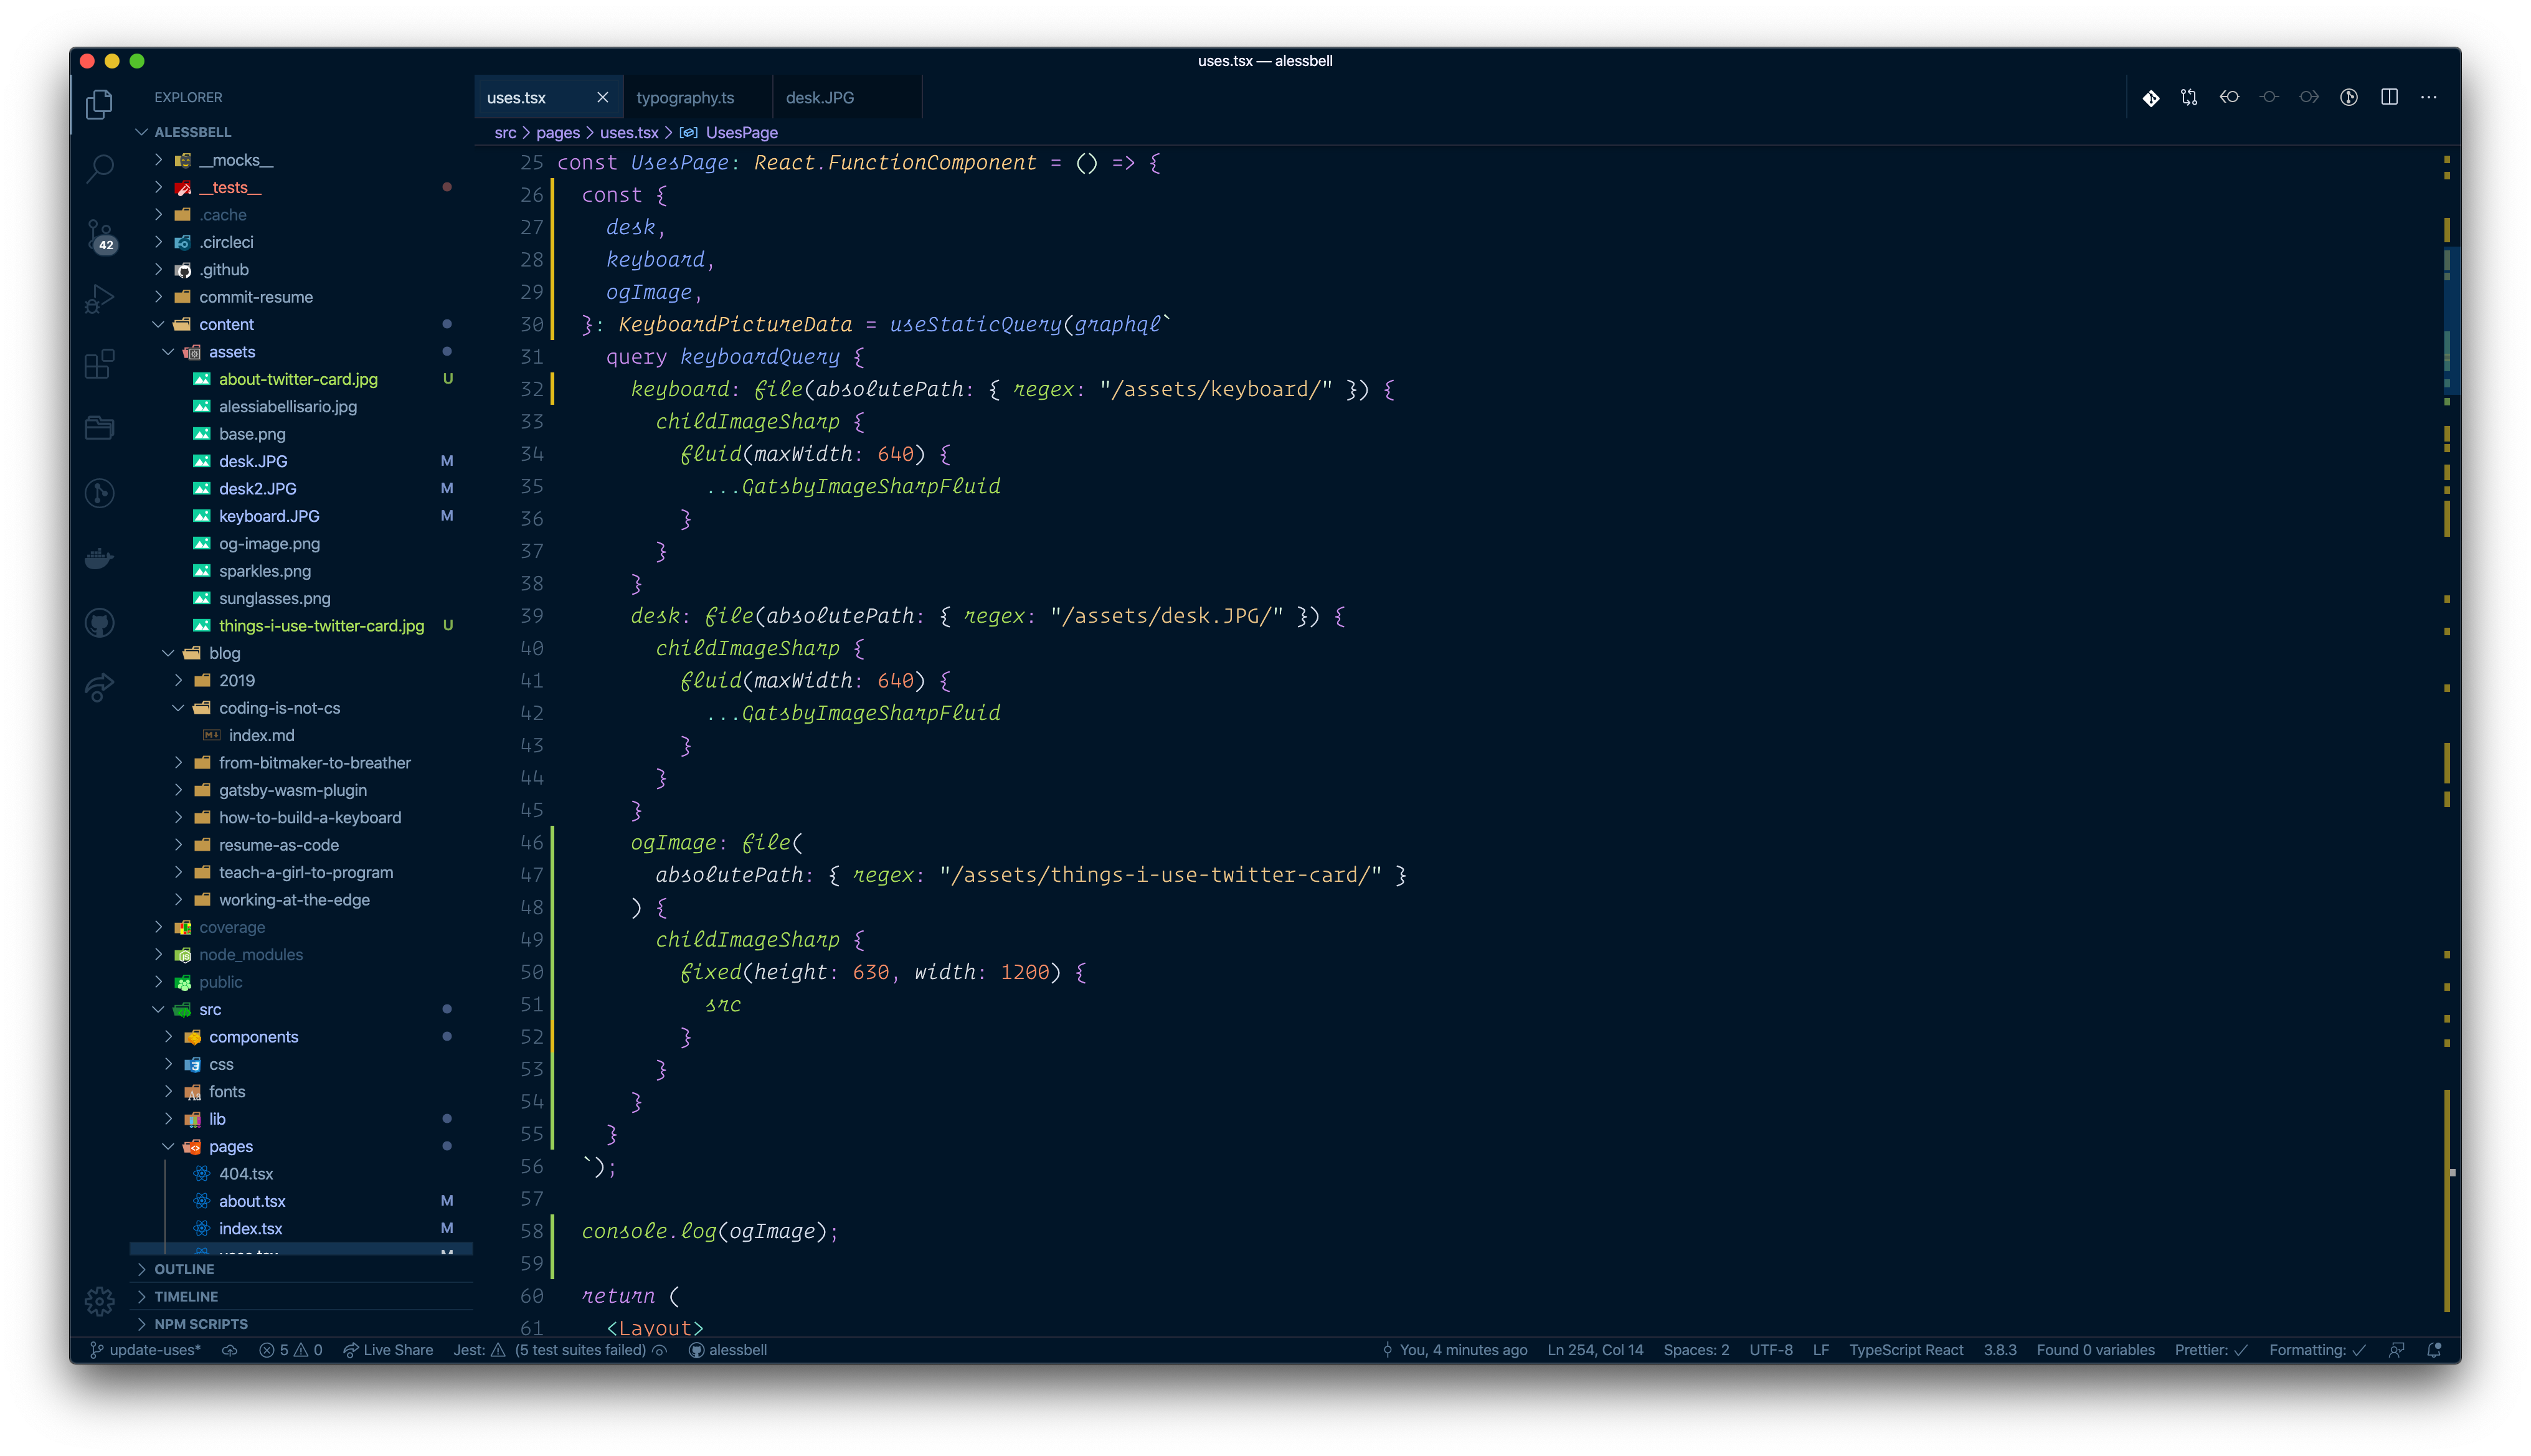 uses.tsx — alessbell
EXPLORER
ALESSBELL
__mocks__
__tests__
.cache
.circleci
.github
commit-resume
content
assets
about-twitter-card.jpg U
alessiabellisario.jpg
base.png
desk.JPG M
desk2.JPG M
keyboard.JPG M
og-image.png
sparkles.png
sunglasses.png
things-i-use-twitter-card.jpg U
blog
2019
coding-is-not-cs
index.md
from-bitmaker-to-breather
gatsby-wasm-plugin
how-to-build-a-keyboard
resume-as-code
teach-a-girl-to-program
working-at-the-edge
coverage
node_modules
public
src
components
css
fonts
lib
pages
404.tsx
about.tsx M
index.tsx M
uses.tsx M
OUTLINE
TIMELINE
NPM SCRIPTS
42
uses.tsx typography.ts desk.JPG
src > pages > uses.tsx > UsesPage
25 const UsesPage: React.FunctionComponent = () => {
26 const {
27 desk,
28 keyboard,
29 ogImage,
30 }: KeyboardPictureData = useStaticQuery(graphql`
31 query keyboardQuery {
32 keyboard: file(absolutePath: { regex: "/assets/keyboard/" }) {
33 childImageSharp {
34 fluid(maxWidth: 640) {
35 ...GatsbyImageSharpFluid
36 }
37 }
38 }
39 desk: file(absolutePath: { regex: "/assets/desk.JPG/" }) {
40 childImageSharp {
41 fluid(maxWidth: 640) {
42 ...GatsbyImageSharpFluid
43 }
44 }
45 }
46 ogImage: file(
47 absolutePath: { regex: "/assets/things-i-use-twitter-card/" }
48 ) {
49 childImageSharp {
50 fixed(height: 630, width: 1200) {
51 src
52 }
53 }
54 }
55 }
56 `);
57
58 console.log(ogImage);
59
60 return (
61 <Layout>
update-uses* 5 0 Live Share Jest: (5 test suites failed) alessbell You, 4 minutes ago Ln 254, Col 14 Spaces: 2 UTF-8 LF TypeScript React 3.8.3 Found 0 variables Prettier: ✓ Formatting: ✓